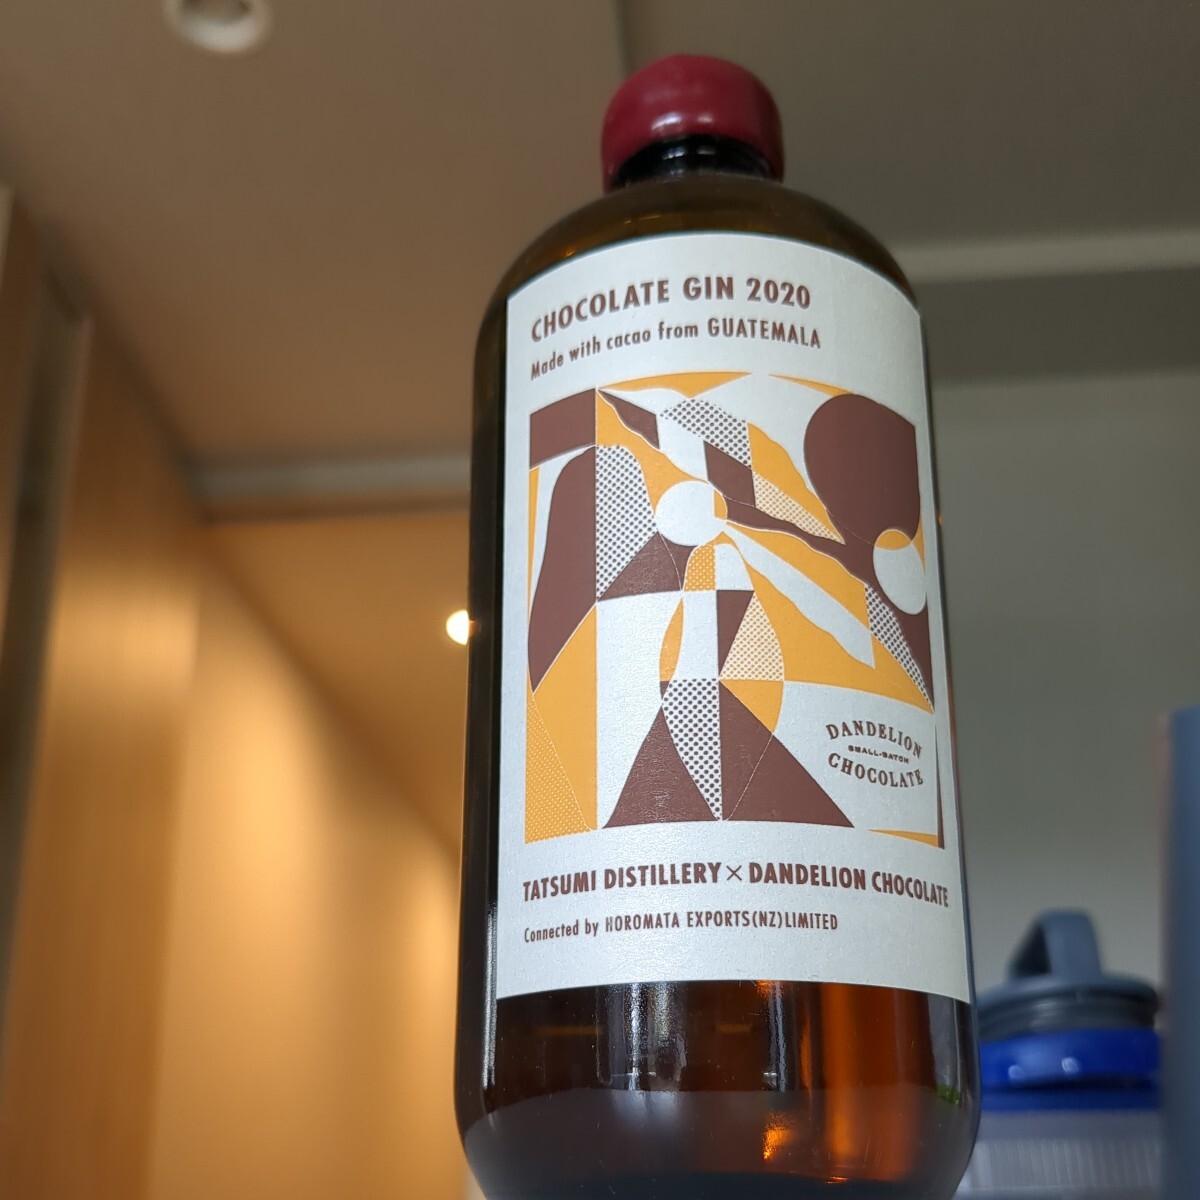 CHOCOLATE GIN 2020
Made with cacao from GUATEMALA
DANDELION
SMALL-BATCH
CHOCOLATE
TATSUMI DISTILLERY×DANDELION CHOCOLATE
Connected by HOROMATA EXPORTS(NZ)LIMITED